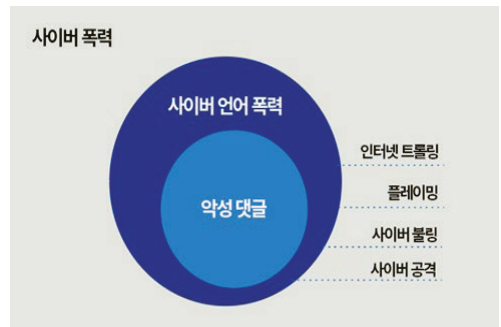 사이버 폭력
사이버 언어 폭력
악성 댓글
인터넷 트롤링
플레이밍
사이버 불링
사이버 공격